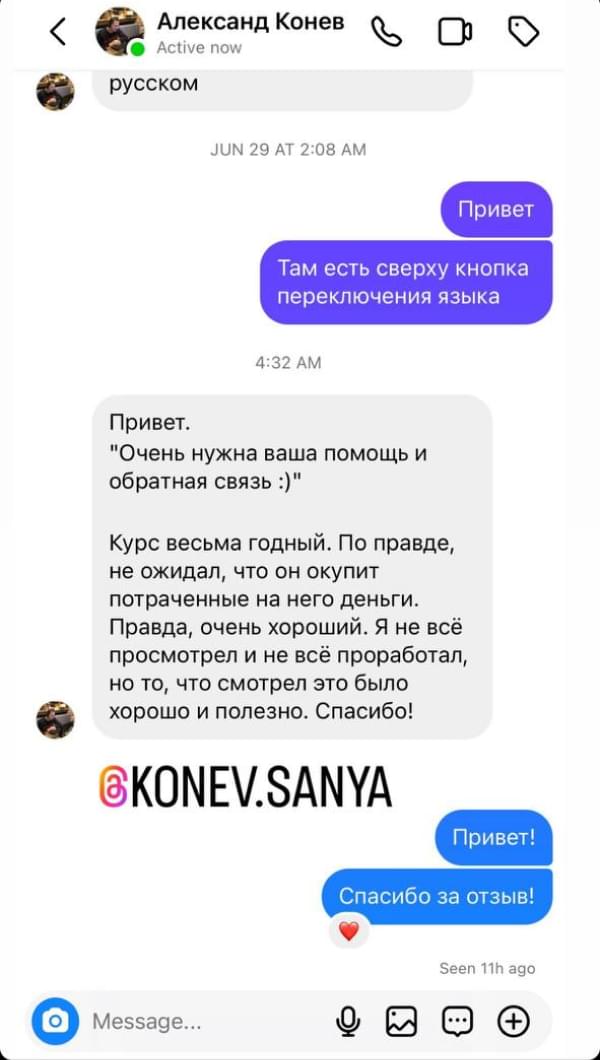 Александ Конев
Active now
русском
JUN 29 AT 2:08 AM
Привет
Там есть сверху кнопка
переключения языка
4:32 AM
Привет.
"Очень нужна ваша помощь и
обратная связь :)"
Курс весьма годный. По правде,
не ожидал, что он окупит
потраченные на него деньги.
Правда, очень хороший. Я не всё
просмотрел и не всё проработал,
но то, что смотрел это было
хорошо и полезно. Спасибо!
@KONEV.SANYA
Привет!
Спасибо за отзыв!
Seen 11h ago
Message...